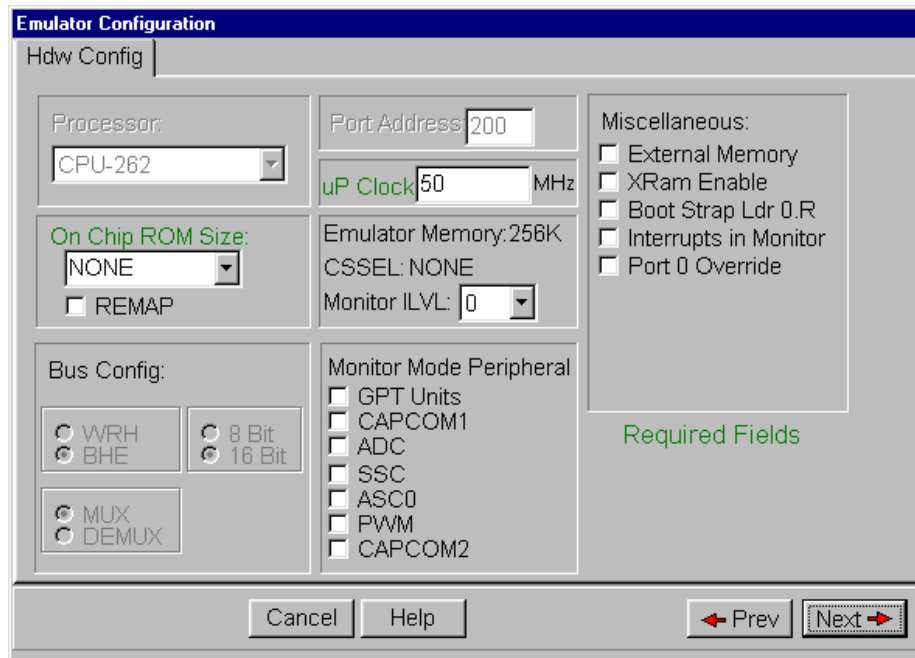 Emulator Configuration
Hdw Config
Processor:
CPU-262
Port Address: 200
uP Clock 50 MHz
On Chip ROM Size:
NONE
REMAP
Emulator Memory: 256K
CSSEL: NONE
Monitor ILVL: 0
Miscellaneous:
External Memory
XRam Enable
Boot Strap Ldr 0.R
Interrupts in Monitor
Port 0 Override
Bus Config:
WRH
BHE
8 Bit
16 Bit
MUX
DEMUX
Monitor Mode Peripheral
GPT Units
CAPCOM1
ADC
SSC
ASC0
PWM
CAPCOM2
Required Fields
Cancel
Help
Prev
Next